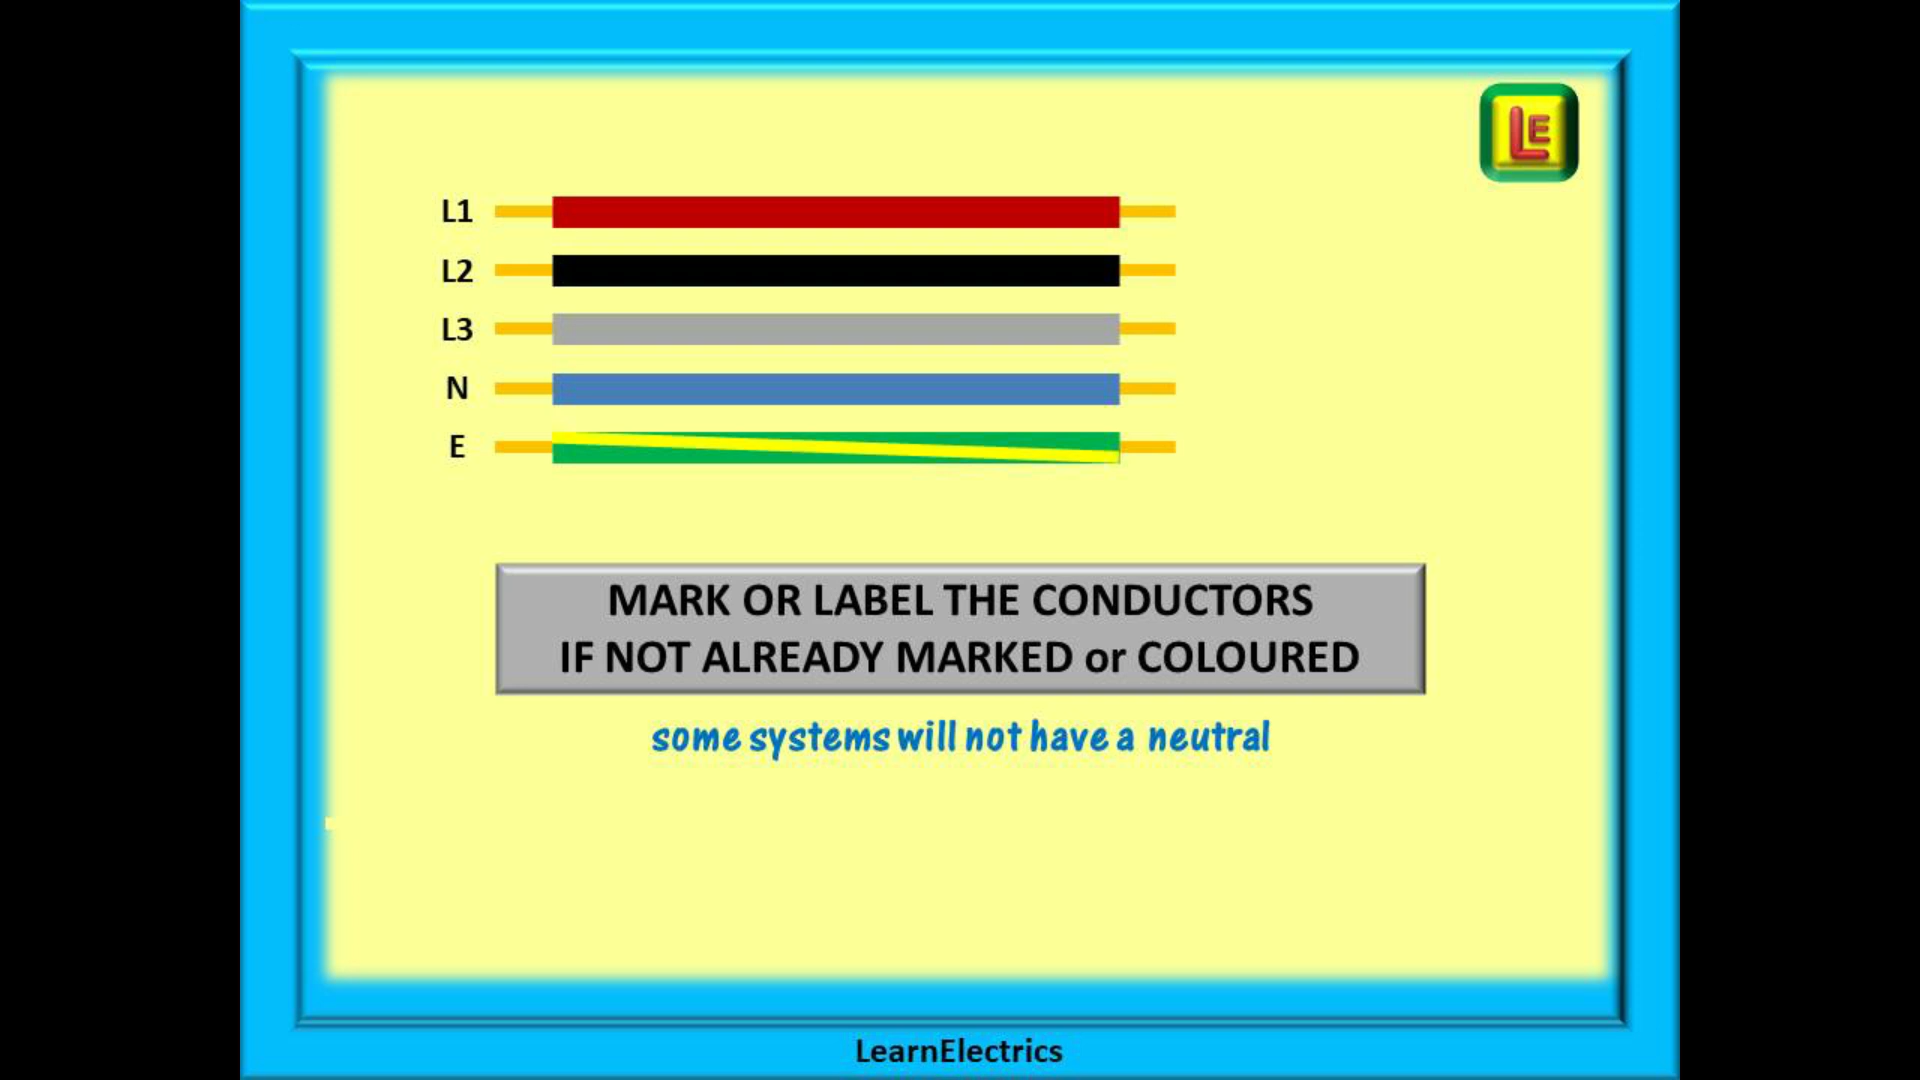 LE
L1
L2
L3
N
E
MARK OR LABEL THE CONDUCTORS
IF NOT ALREADY MARKED or COLOURED
some systems will not have a neutral
LearnElectrics